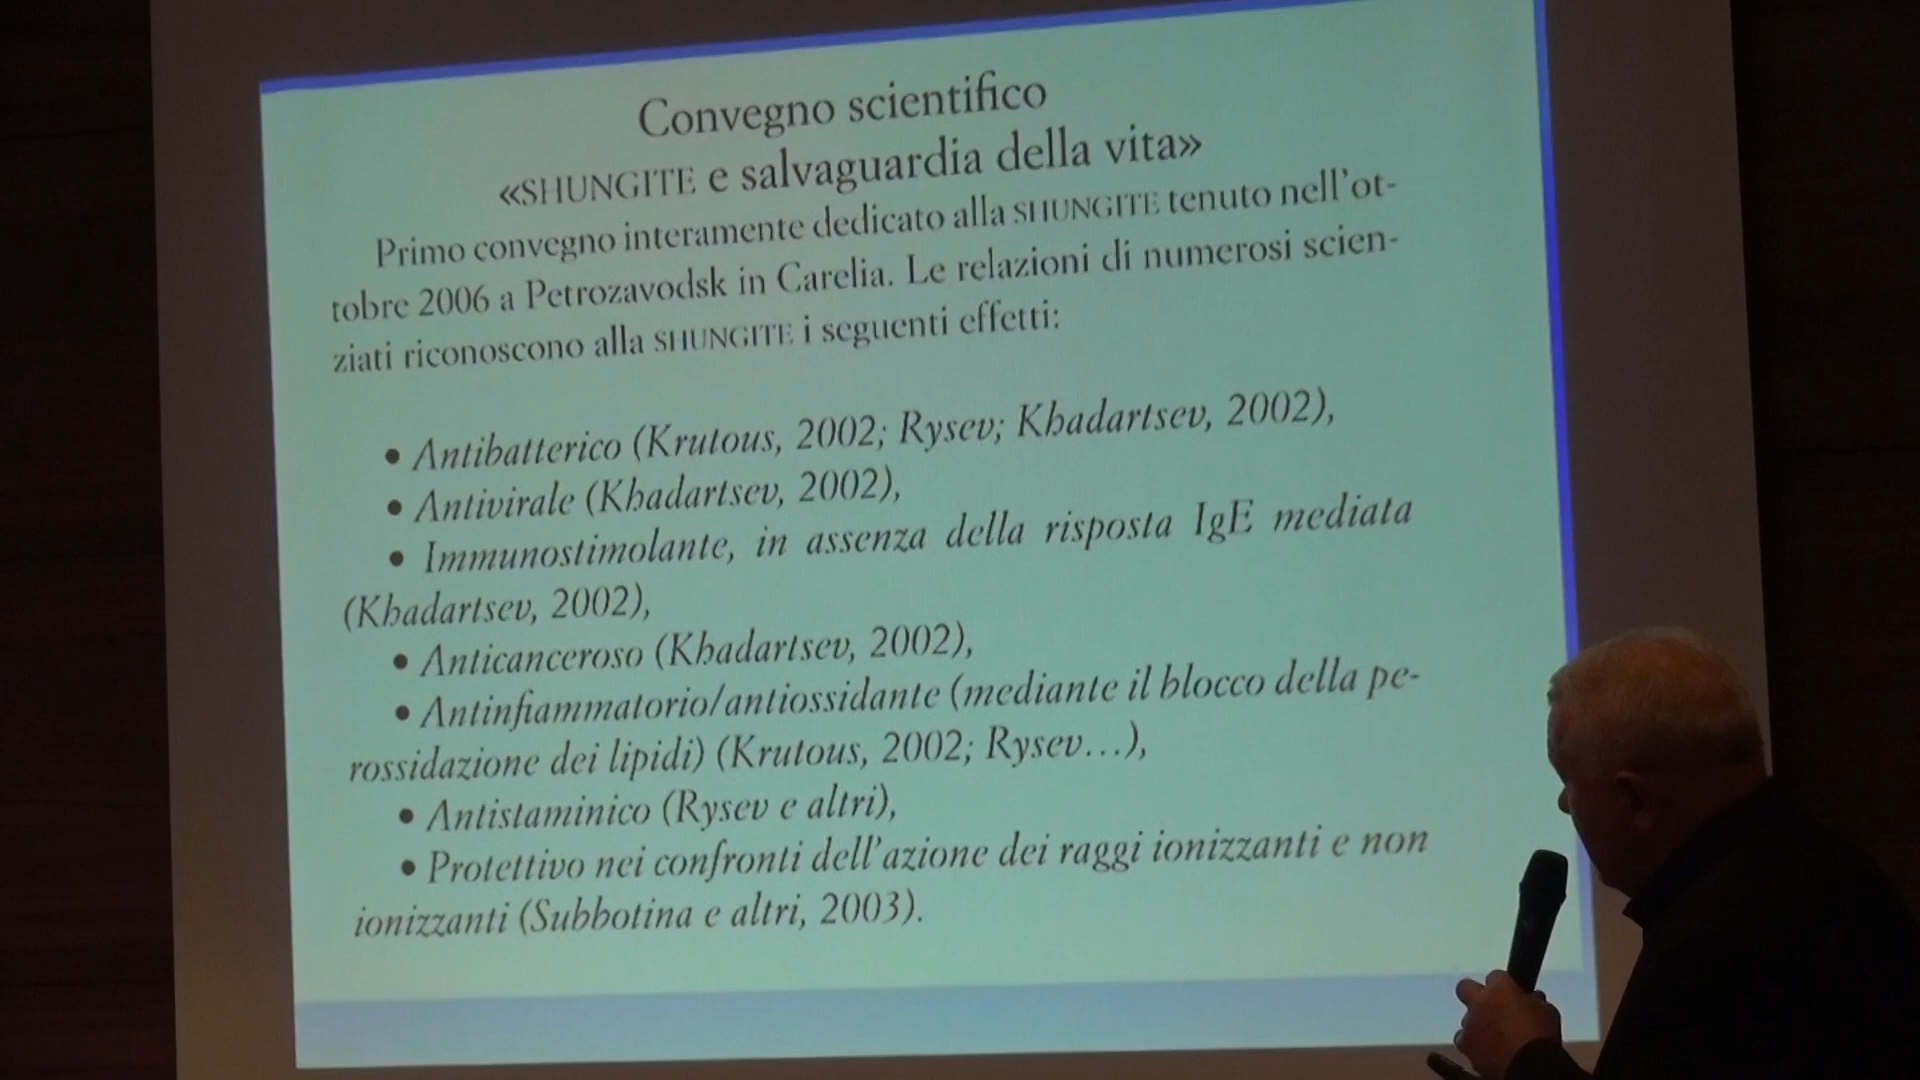 Convegno scientifico
«SHUNGITE e salvaguardia della vita»
Primo convegno interamente dedicato alla SHUNGITE tenuto nell'ot-
tobre 2006 a Petrozavodsk in Carelia. Le relazioni di numerosi scien-
ziati riconoscono alla SHUNGITE i seguenti effetti:
• Antibatterico (Krutous, 2002; Rysev; Khadartsev, 2002),
• Antivirale (Khadartsev, 2002),
• Immunostimolante, in assenza della risposta IgE mediata
(Khadartsev, 2002),
• Anticanceroso (Khadartsev, 2002),
• Antinfiammatorio/antiossidante (mediante il blocco della pe-
rossidazione dei lipidi) (Krutous, 2002; Rysev...),
• Antistaminico (Rysev e altri),
• Protettivo nei confronti dell'azione dei raggi ionizzanti e non
ionizzanti (Subbotina e altri, 2003).